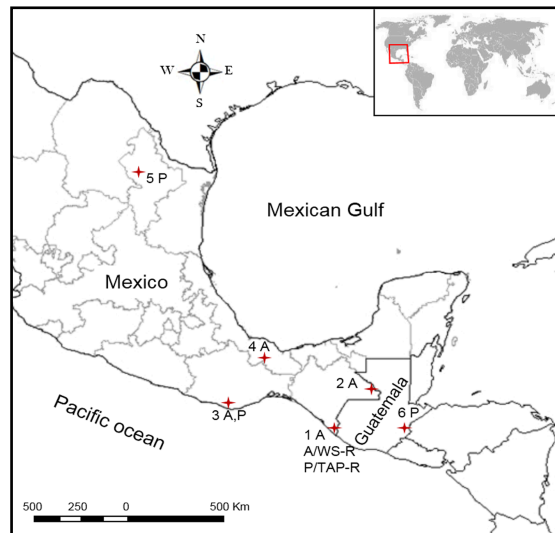 N
W E
S
5 P
Mexican Gulf
Mexico
4 A
2 A
Guatemala
3 A,P
6 P
Pacific ocean
1 A
A/WS-R
P/TAP-R
500 250 0 500 Km